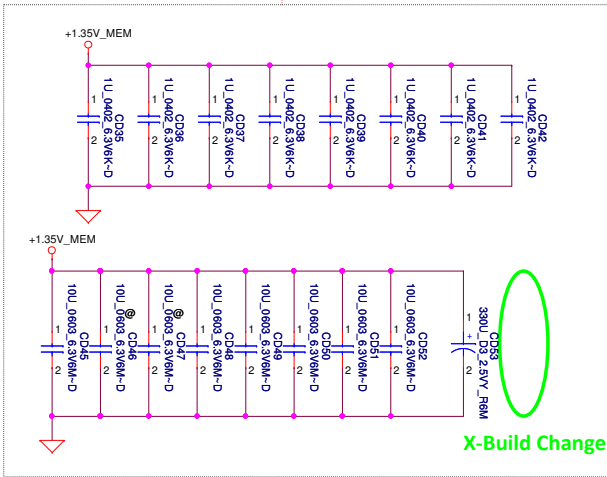 +1.35V_MEM
1
2
CD35
1U_0402_6.3V6K~D
1
2
CD36
1U_0402_6.3V6K~D
1
2
CD37
1U_0402_6.3V6K~D
1
2
CD38
1U_0402_6.3V6K~D
1
2
CD39
1U_0402_6.3V6K~D
1
2
CD40
1U_0402_6.3V6K~D
1
2
CD41
1U_0402_6.3V6K~D
1
2
CD42
1U_0402_6.3V6K~D
+1.35V_MEM
1
2
CD45
10U_0603_6.3V6M~D
1
2
@
CD46
10U_0603_6.3V6M~D
1
2
@
CD47
10U_0603_6.3V6M~D
1
2
CD48
10U_0603_6.3V6M~D
1
2
CD49
10U_0603_6.3V6M~D
1
2
CD50
10U_0603_6.3V6M~D
1
2
CD51
10U_0603_6.3V6M~D
1
2
CD52
10U_0603_6.3V6M~D
1
+
2
CD53
330U_D3_2.5VY_R6M
X-Build Change